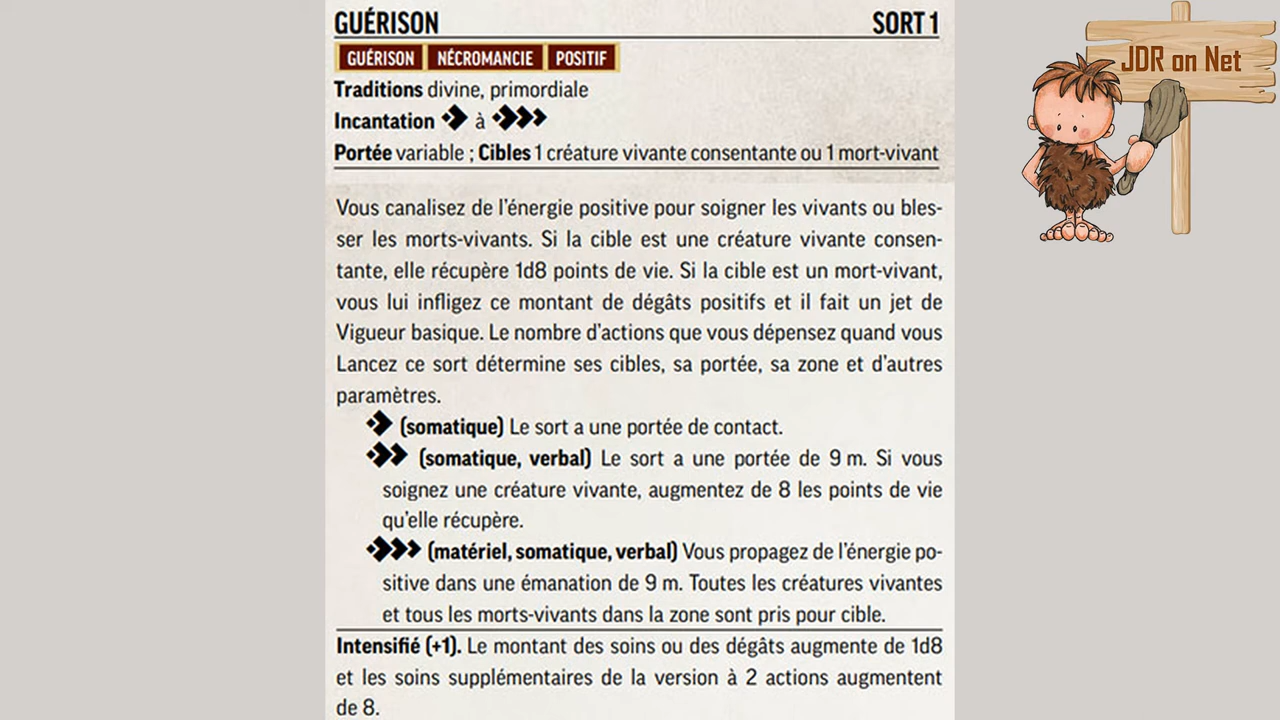 GUÉRISON SORT 1
GUÉRISON NÉCROMANCIE POSITIF
Traditions divine, primordiale
Incantation à
Portée variable ; Cibles 1 créature vivante consentante ou 1 mort-vivant
Vous canalisez de l'énergie positive pour soigner les vivants ou bles-
ser les morts-vivants. Si la cible est une créature vivante consen-
tante, elle récupère 1d8 points de vie. Si la cible est un mort-vivant,
vous lui infligez ce montant de dégâts positifs et il fait un jet de
Vigueur basique. Le nombre d'actions que vous dépensez quand vous
Lancez ce sort détermine ses cibles, sa portée, sa zone et d'autres
paramètres.
(somatique) Le sort a une portée de contact.
(somatique, verbal) Le sort a une portée de 9 m. Si vous
soignez une créature vivante, augmentez de 8 les points de vie
qu'elle récupère.
(matériel, somatique, verbal) Vous propagez de l'énergie po-
sitive dans une émanation de 9 m. Toutes les créatures vivantes
et tous les morts-vivants dans la zone sont pris pour cible.
Intensifié (+1). Le montant des soins ou des dégâts augmente de 1d8
et les soins supplémentaires de la version à 2 actions augmentent
de 8.
JDR on Net